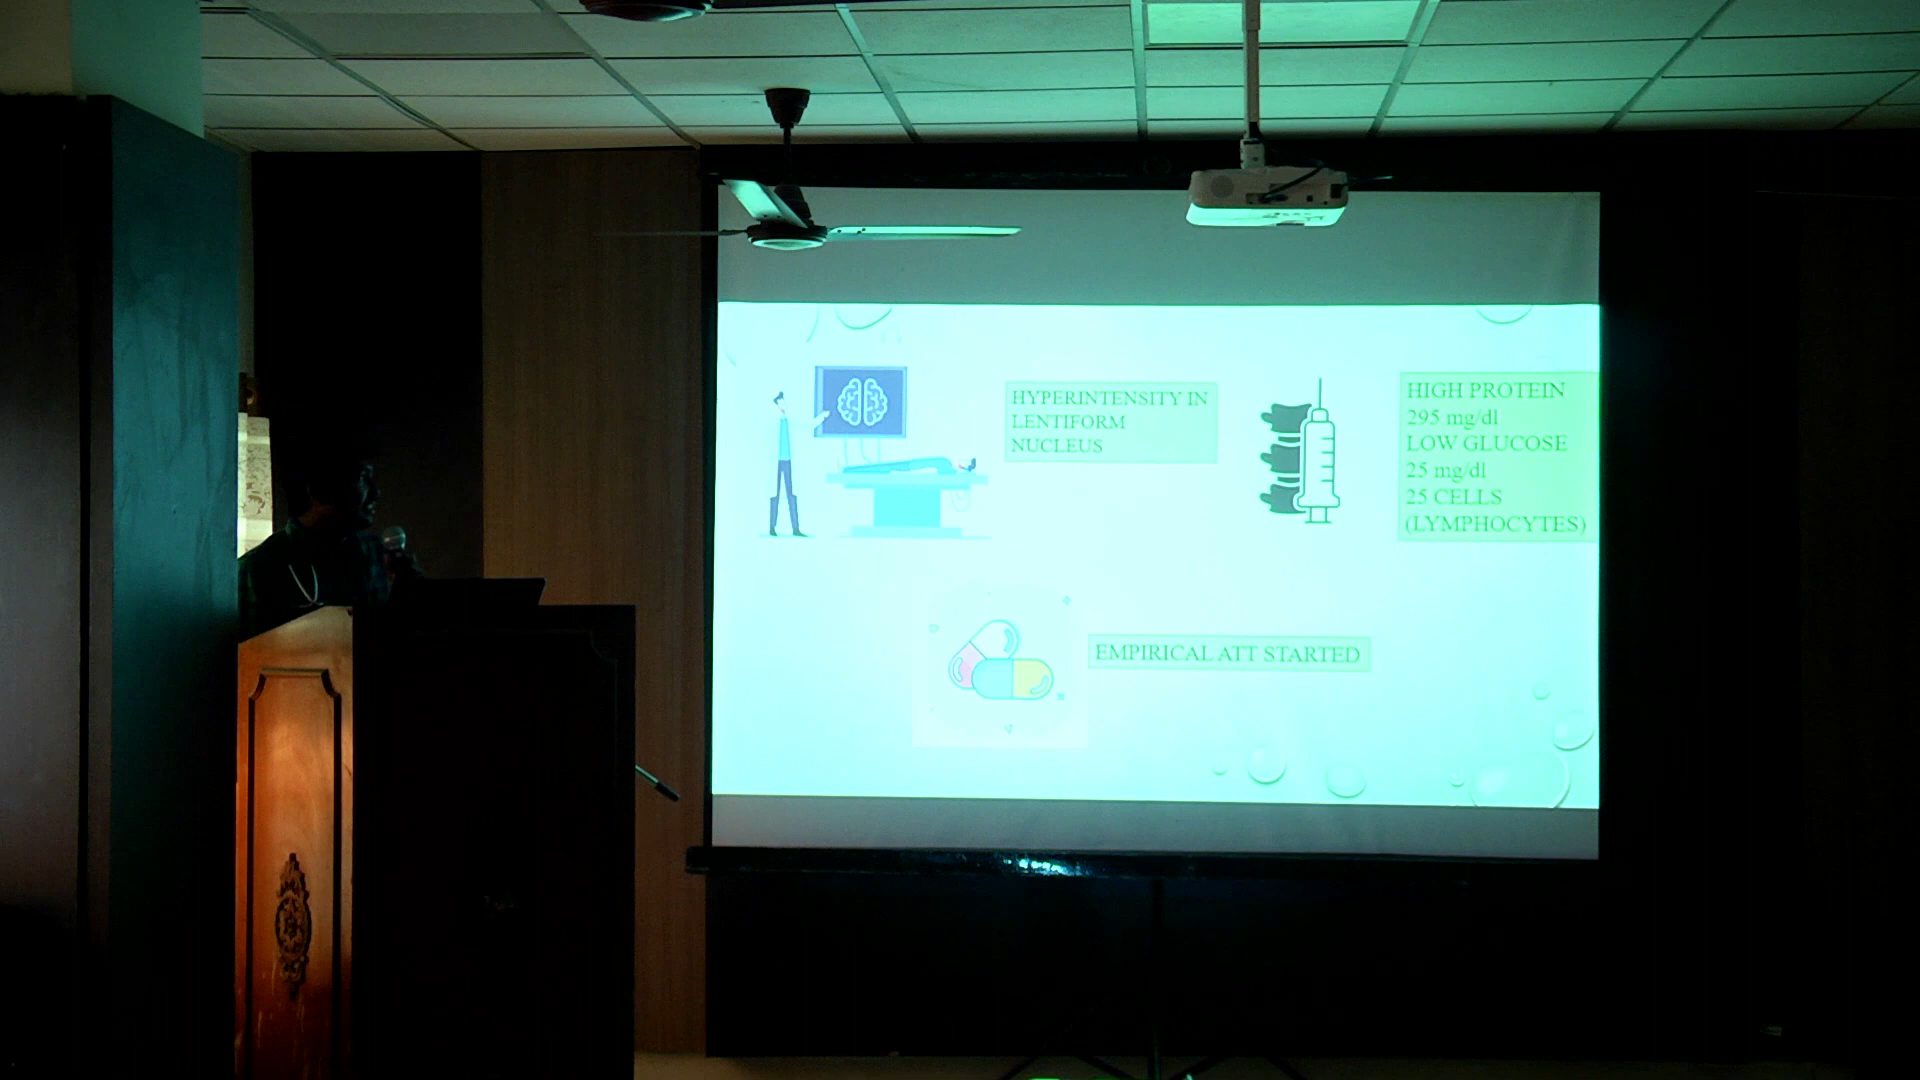 HYPERINTENSITY IN
LENTIFORM
NUCLEUS
HIGH PROTEIN
295 mg/dl
LOW GLUCOSE
25 mg/dl
25 CELLS
(LYMPHOCYTES)
EMPIRICAL ATT STARTED